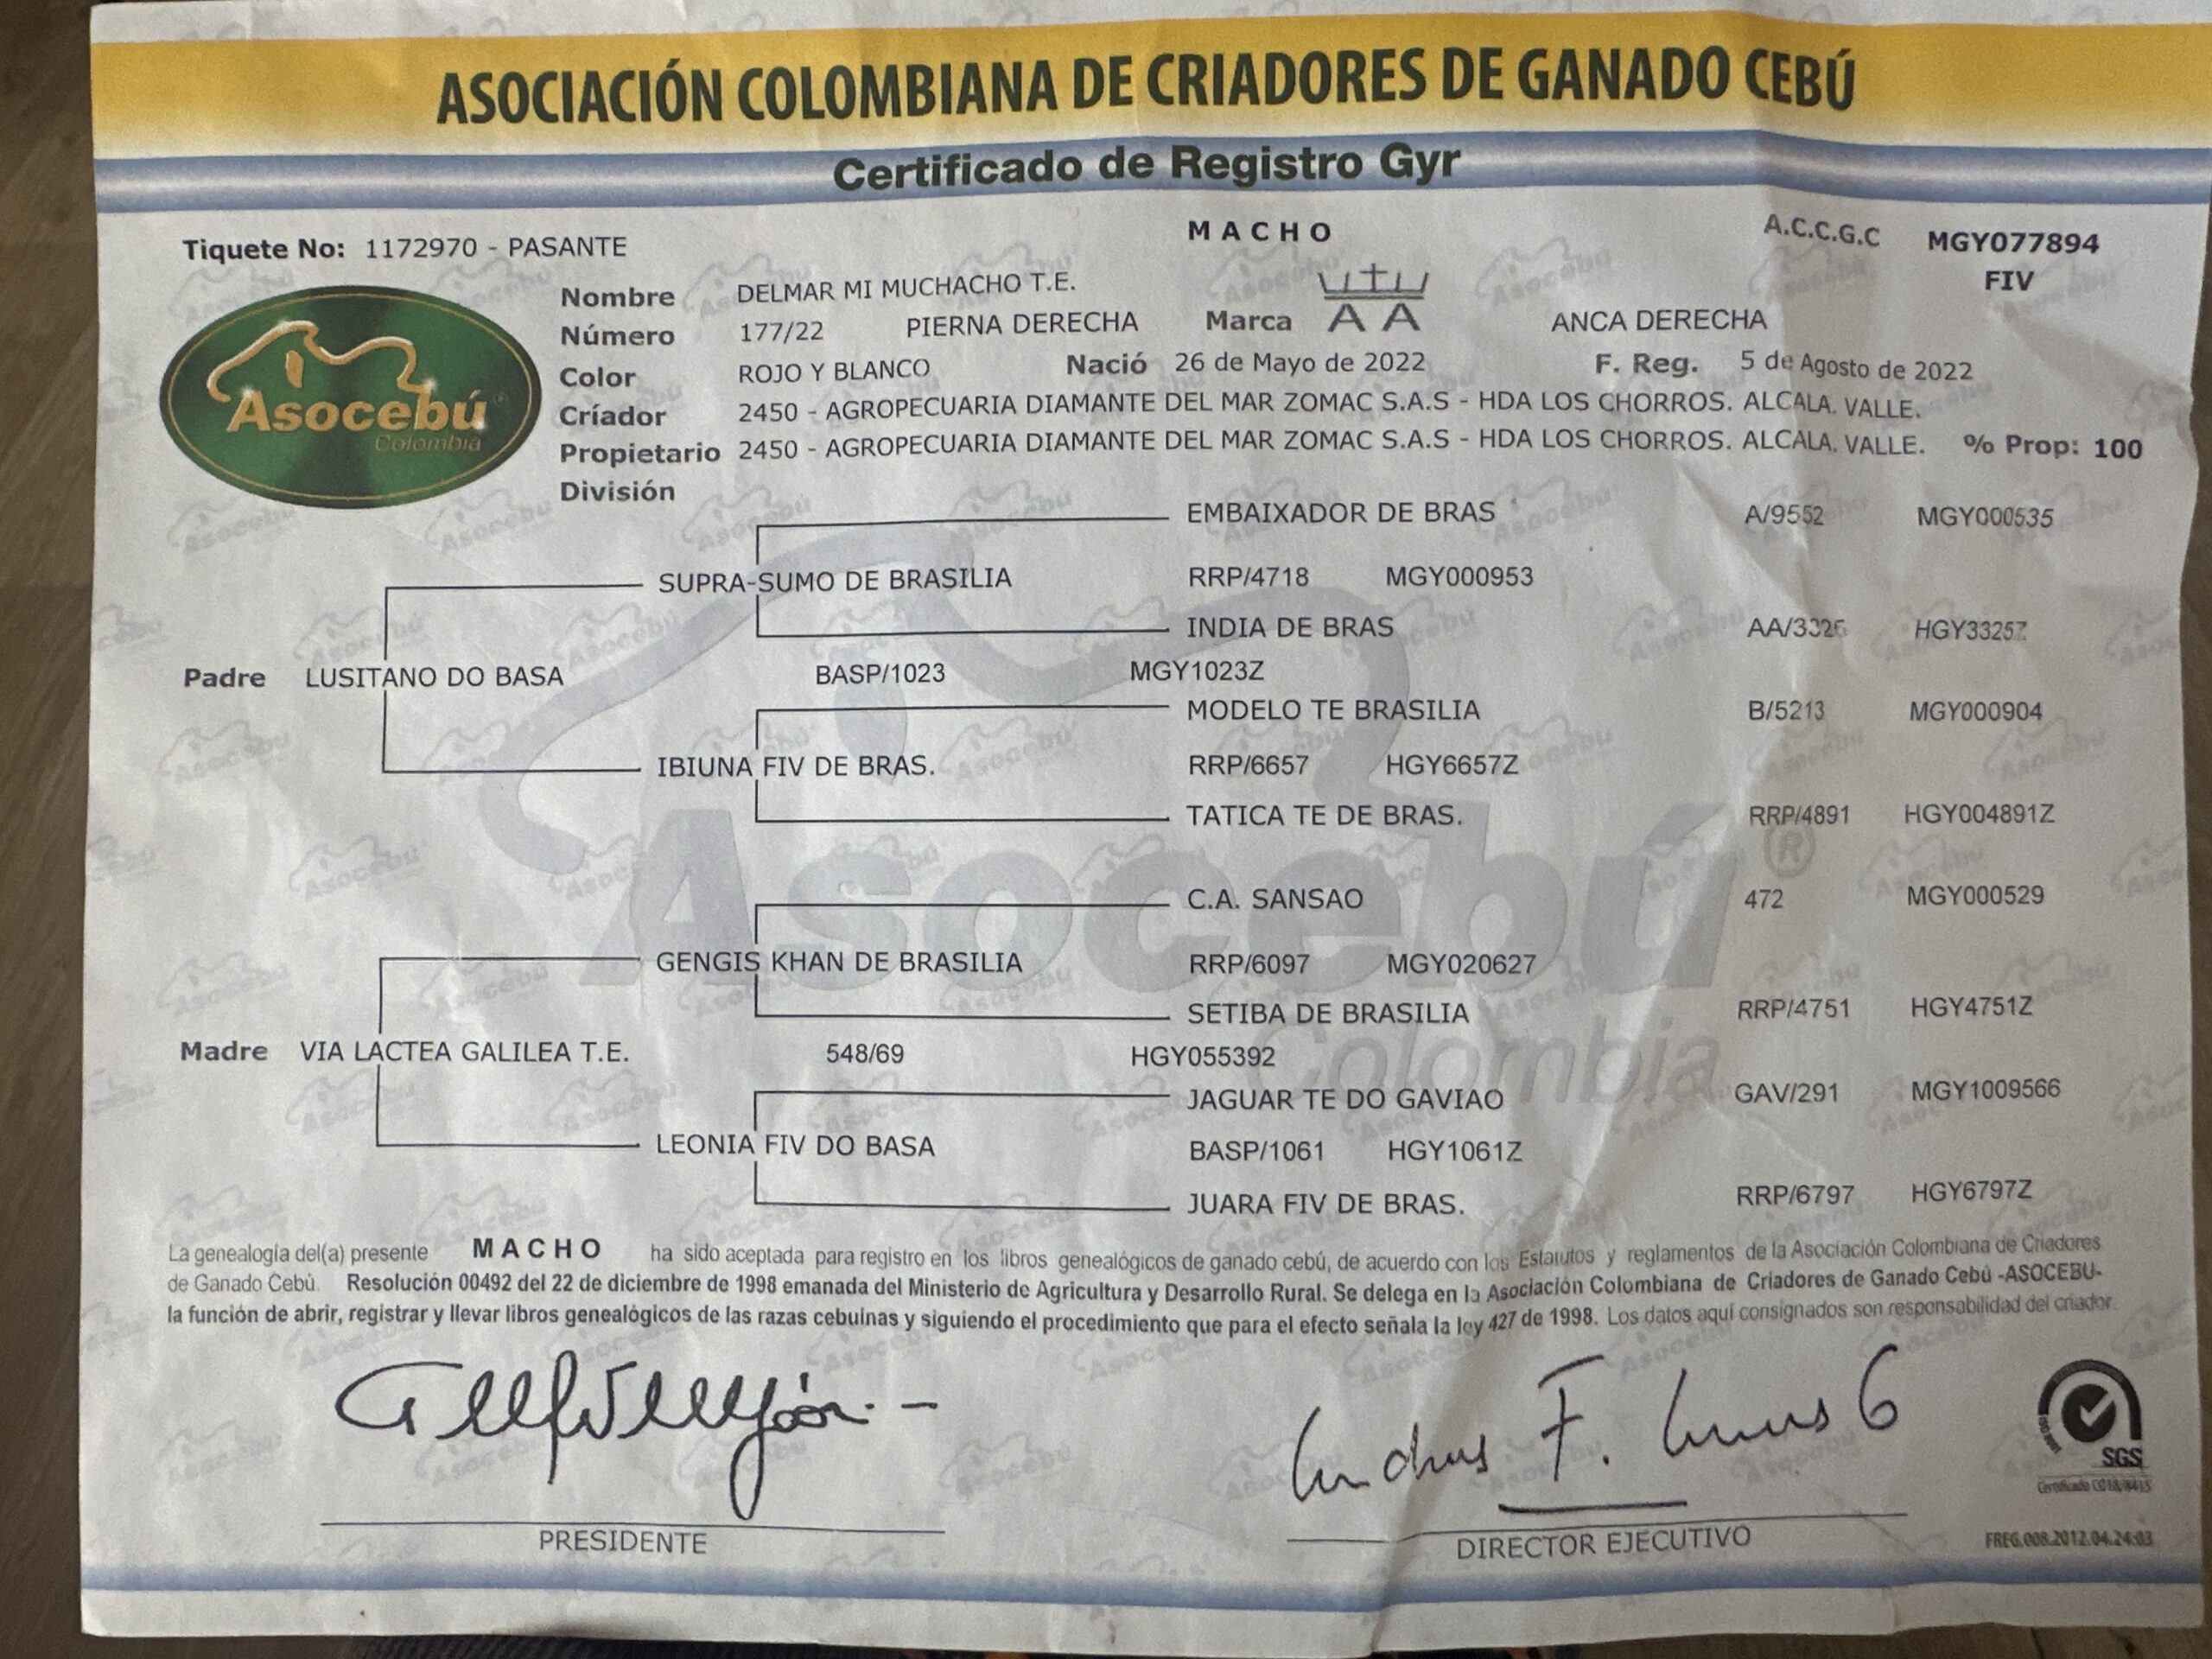 ASOCIACIÓN COLOMBIANA DE CRIADORES DE GANADO CEBÚ
Certificado de Registro Gyr
Tiquete No: 1172970 - PASANTE MACHO A.C.C.G.C MGY077894
FIV
Asocebú
Colombia
Nombre DELMAR MI MUCHACHO T.E.
Número 177/22 PIERNA DERECHA Marca AA ANCA DERECHA
Color ROJO Y BLANCO Nació 26 de Mayo de 2022 F. Reg. 5 de Agosto de 2022
Críador 2450 - AGROPECUARIA DIAMANTE DEL MAR ZOMAC S.A.S - HDA LOS CHORROS. ALCALA. VALLE.
Propietario 2450 - AGROPECUARIA DIAMANTE DEL MAR ZOMAC S.A.S - HDA LOS CHORROS. ALCALA. VALLE. % Prop: 100
División
EMBAIXADOR DE BRAS A/9552 MGY000535
SUPRA-SUMO DE BRASILIA RRP/4718 MGY000953
INDIA DE BRAS
Padre LUSITANO DO BASA BASP/1023 MGY1023Z
MODELO TE BRASILIA B/5213 MGY000904
IBIUNA FIV DE BRAS. RRP/6657 HGY6657Z
TATICA TE DE BRAS. RRP/4891 HGY004891Z
C.A. SANSAO 472 MGY000529
GENGIS KHAN DE BRASILIA RRP/6097 MGY020627
SETIBA DE BRASILIA RRP/4751 HGY4751Z
Madre VIA LACTEA GALILEA T.E. 548/69 HGY055392
JAGUAR TE DO GAVIAO GAV/291 MGY1009566
LEONIA FIV DO BASA BASP/1061 HGY1061Z
JUARA FIV DE BRAS. RRP/6797 HGY6797Z
Asocebú
Colombia
La genealogía del(a) presente MACHO ha sido aceptada para registro en los libros genealógicos de ganado cebú, de acuerdo con los Estatutos y reglamentos de la Asociación Colombiana de Criadores
de Ganado Cebú. Resolución 00492 del 22 de diciembre de 1998 emanada del Ministerio de Agricultura y Desarrollo Rural. Se delega en la Asociación Colombiana de Criadores de Ganado Cebú -ASOCEBU-
la función de abrir, registrar y llevar libros genealógicos de las razas cebuinas y siguiendo el procedimiento que para el efecto señala la ley 427 de 1998. Los datos aquí consignados son responsabilidad del criador.
SGS
PRESIDENTE
DIRECTOR EJECUTIVO
FREG.008.2012.04.24:03